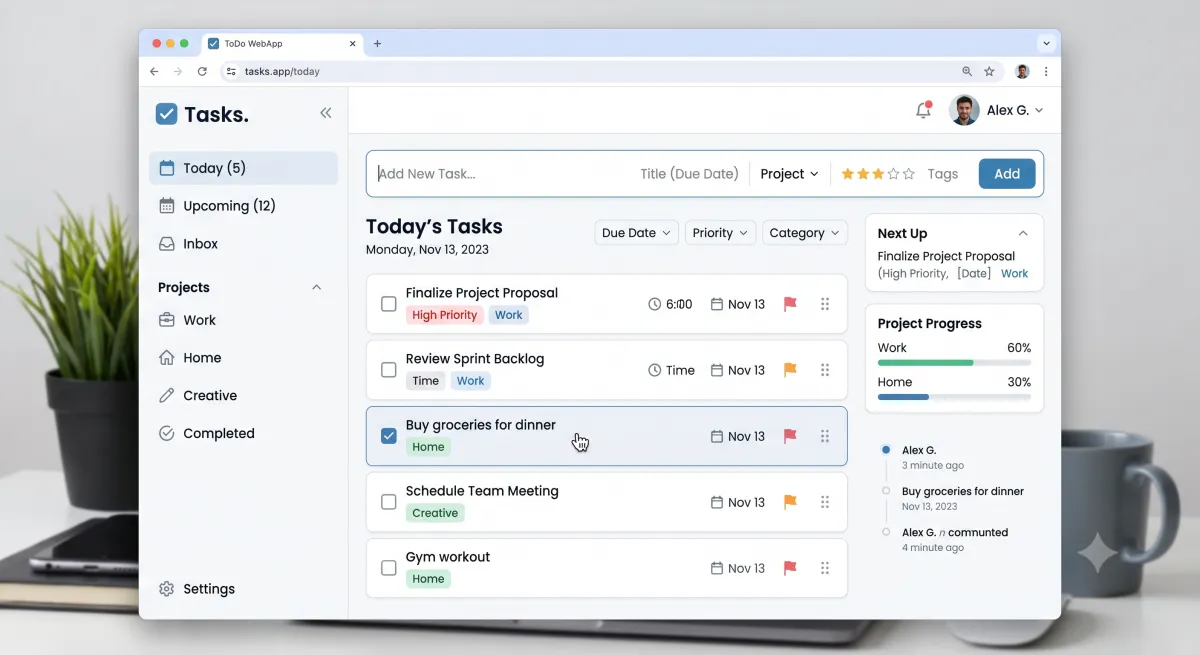 ToDo WebApp
tasks.app/today
Tasks.
Alex G.
Today (5)
Upcoming (12)
Inbox
Projects
Work
Home
Creative
Completed
Settings
Add New Task... Title (Due Date) Project Tags Add
Today's Tasks
Monday, Nov 13, 2023
Due Date Priority Category
Finalize Project Proposal
High Priority Work
6:00 Nov 13
Review Sprint Backlog
Time Work
Time Nov 13
Buy groceries for dinner
Home
Nov 13
Schedule Team Meeting
Creative
Nov 13
Gym workout
Home
Nov 13
Next Up
Finalize Project Proposal
(High Priority, [Date] Work
Project Progress
Work 60%
Home 30%
Alex G.
3 minute ago
Buy groceries for dinner
Nov 13, 2023
Alex G. n communted
4 minute ago